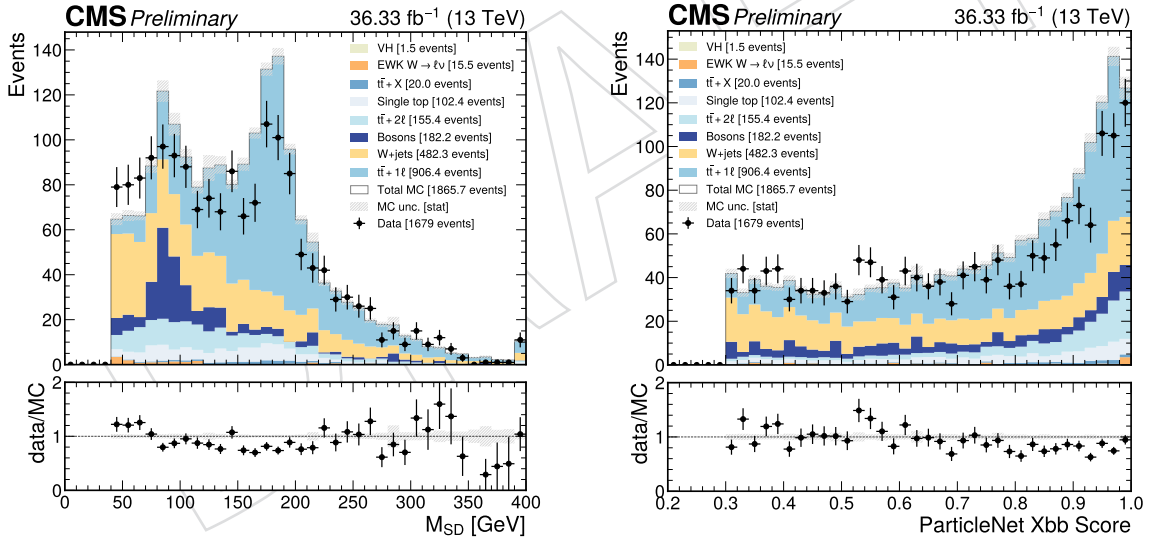 CMS Preliminary 36.33 fb⁻¹ (13 TeV)
Events
140
120
100
80
60
40
20
0
VH [1.5 events]
EWK W → ℓν [15.5 events]
tt̄ + X [20.0 events]
Single top [102.4 events]
tt̄ + 2ℓ [155.4 events]
Bosons [182.2 events]
W+jets [482.3 events]
tt̄ + 1ℓ [906.4 events]
Total MC [1865.7 events]
MC unc. [stat]
Data [1679 events]
data/MC
2
1
0
0 50 100 150 200 250 300 350 400
M_SD [GeV]
CMS Preliminary 36.33 fb⁻¹ (13 TeV)
Events
140
120
100
80
60
40
20
0
VH [1.5 events]
EWK W → ℓν [15.5 events]
tt̄ + X [20.0 events]
Single top [102.4 events]
tt̄ + 2ℓ [155.4 events]
Bosons [182.2 events]
W+jets [482.3 events]
tt̄ + 1ℓ [906.4 events]
Total MC [1865.7 events]
MC unc. [stat]
Data [1679 events]
data/MC
2
1
0
0.2 0.3 0.4 0.5 0.6 0.7 0.8 0.9 1.0
ParticleNet Xbb Score